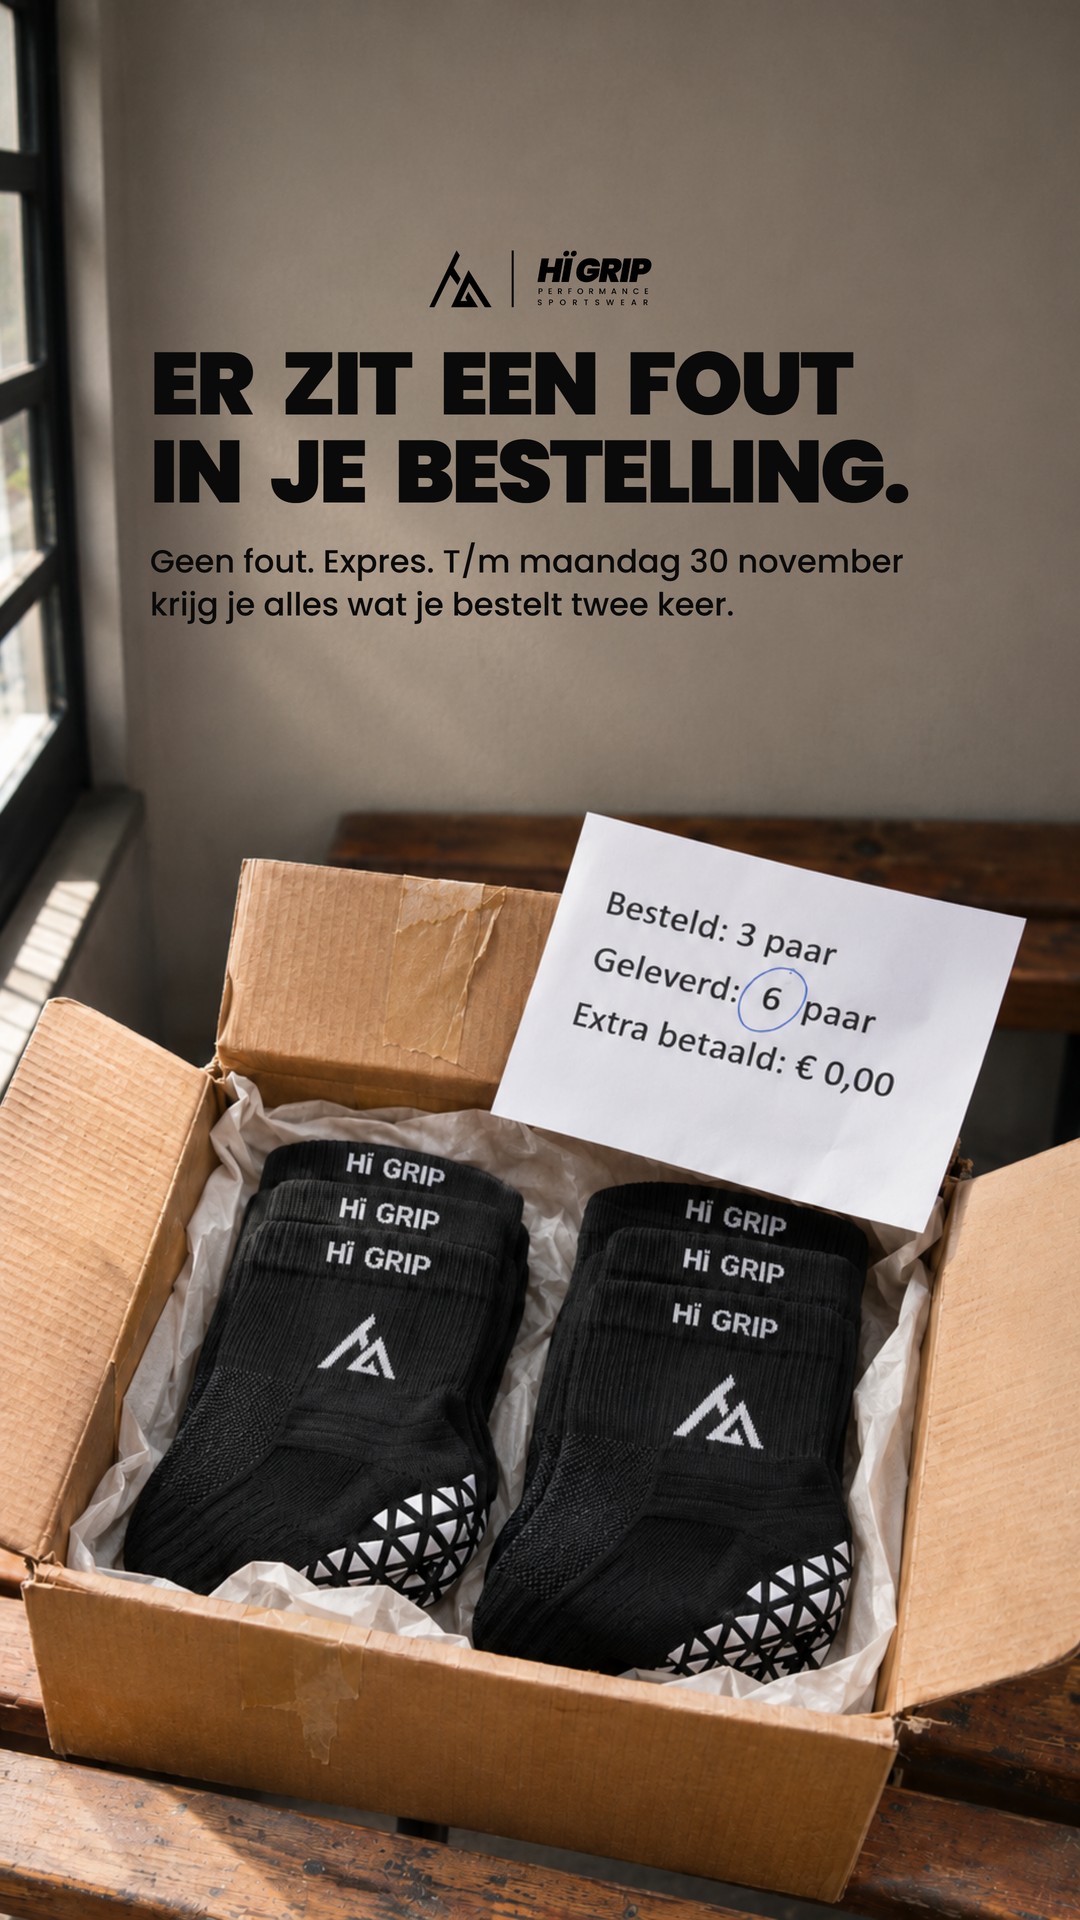 HÏ GRIP
PERFORMANCE
SPORTSWEAR
ER ZIT EEN FOUT
IN JE BESTELLING.
Geen fout. Expres. T/m maandag 30 november
krijg je alles wat je bestelt twee keer.
Besteld: 3 paar
Geleverd: 6 paar
Extra betaald: € 0,00
HÏ GRIP
HÏ GRIP
HÏ GRIP
HÏ GRIP
HÏ GRIP
HÏ GRIP